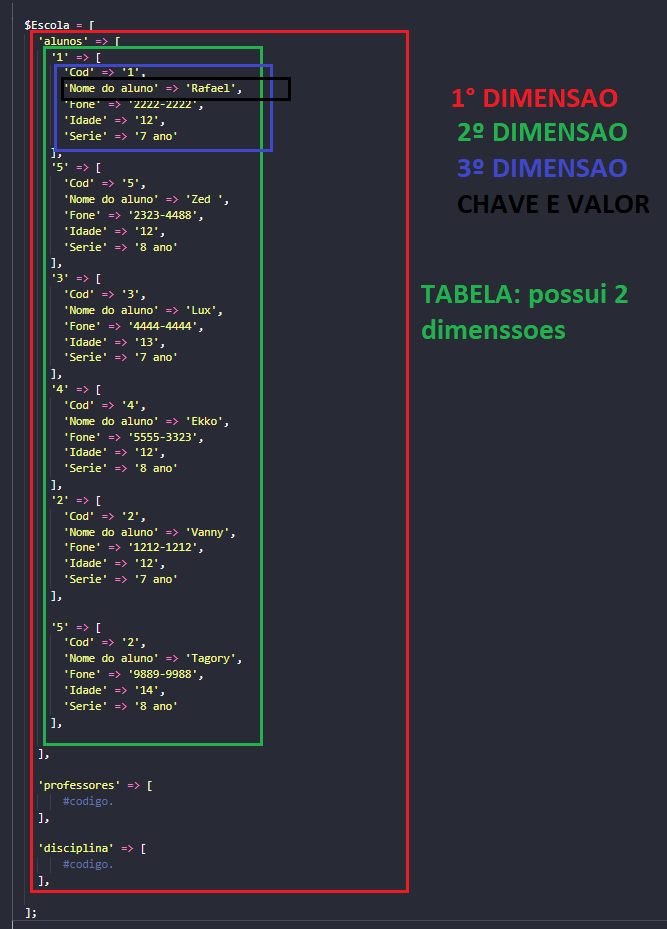 $Escola = [
'alunos' => [
'1' => [
'Cod' => '1',
'Nome do aluno' => 'Rafael',
'Fone' => '2222-2222',
'Idade' => '12',
'Serie' => '7 ano'
],
'5' => [
'Cod' => '5',
'Nome do aluno' => 'Zed ',
'Fone' => '2323-4488',
'Idade' => '12',
'Serie' => '8 ano'
],
'3' => [
'Cod' => '3',
'Nome do aluno' => 'Lux',
'Fone' => '4444-4444',
'Idade' => '13',
'Serie' => '7 ano'
],
'4' => [
'Cod' => '4',
'Nome do aluno' => 'Ekko',
'Fone' => '5555-3323',
'Idade' => '12',
'Serie' => '8 ano'
],
'2' => [
'Cod' => '2',
'Nome do aluno' => 'Vanny',
'Fone' => '1212-1212',
'Idade' => '12',
'Serie' => '7 ano'
],
'5' => [
'Cod' => '2',
'Nome do aluno' => 'Tagory',
'Fone' => '9889-9988',
'Idade' => '14',
'Serie' => '8 ano'
],
],
'professores' => [
#codigo.
],
'disciplina' => [
#codigo.
],
];
1° DIMENSAO
2º DIMENSAO
3º DIMENSAO
CHAVE E VALOR
TABELA: possui 2
dimenssoes